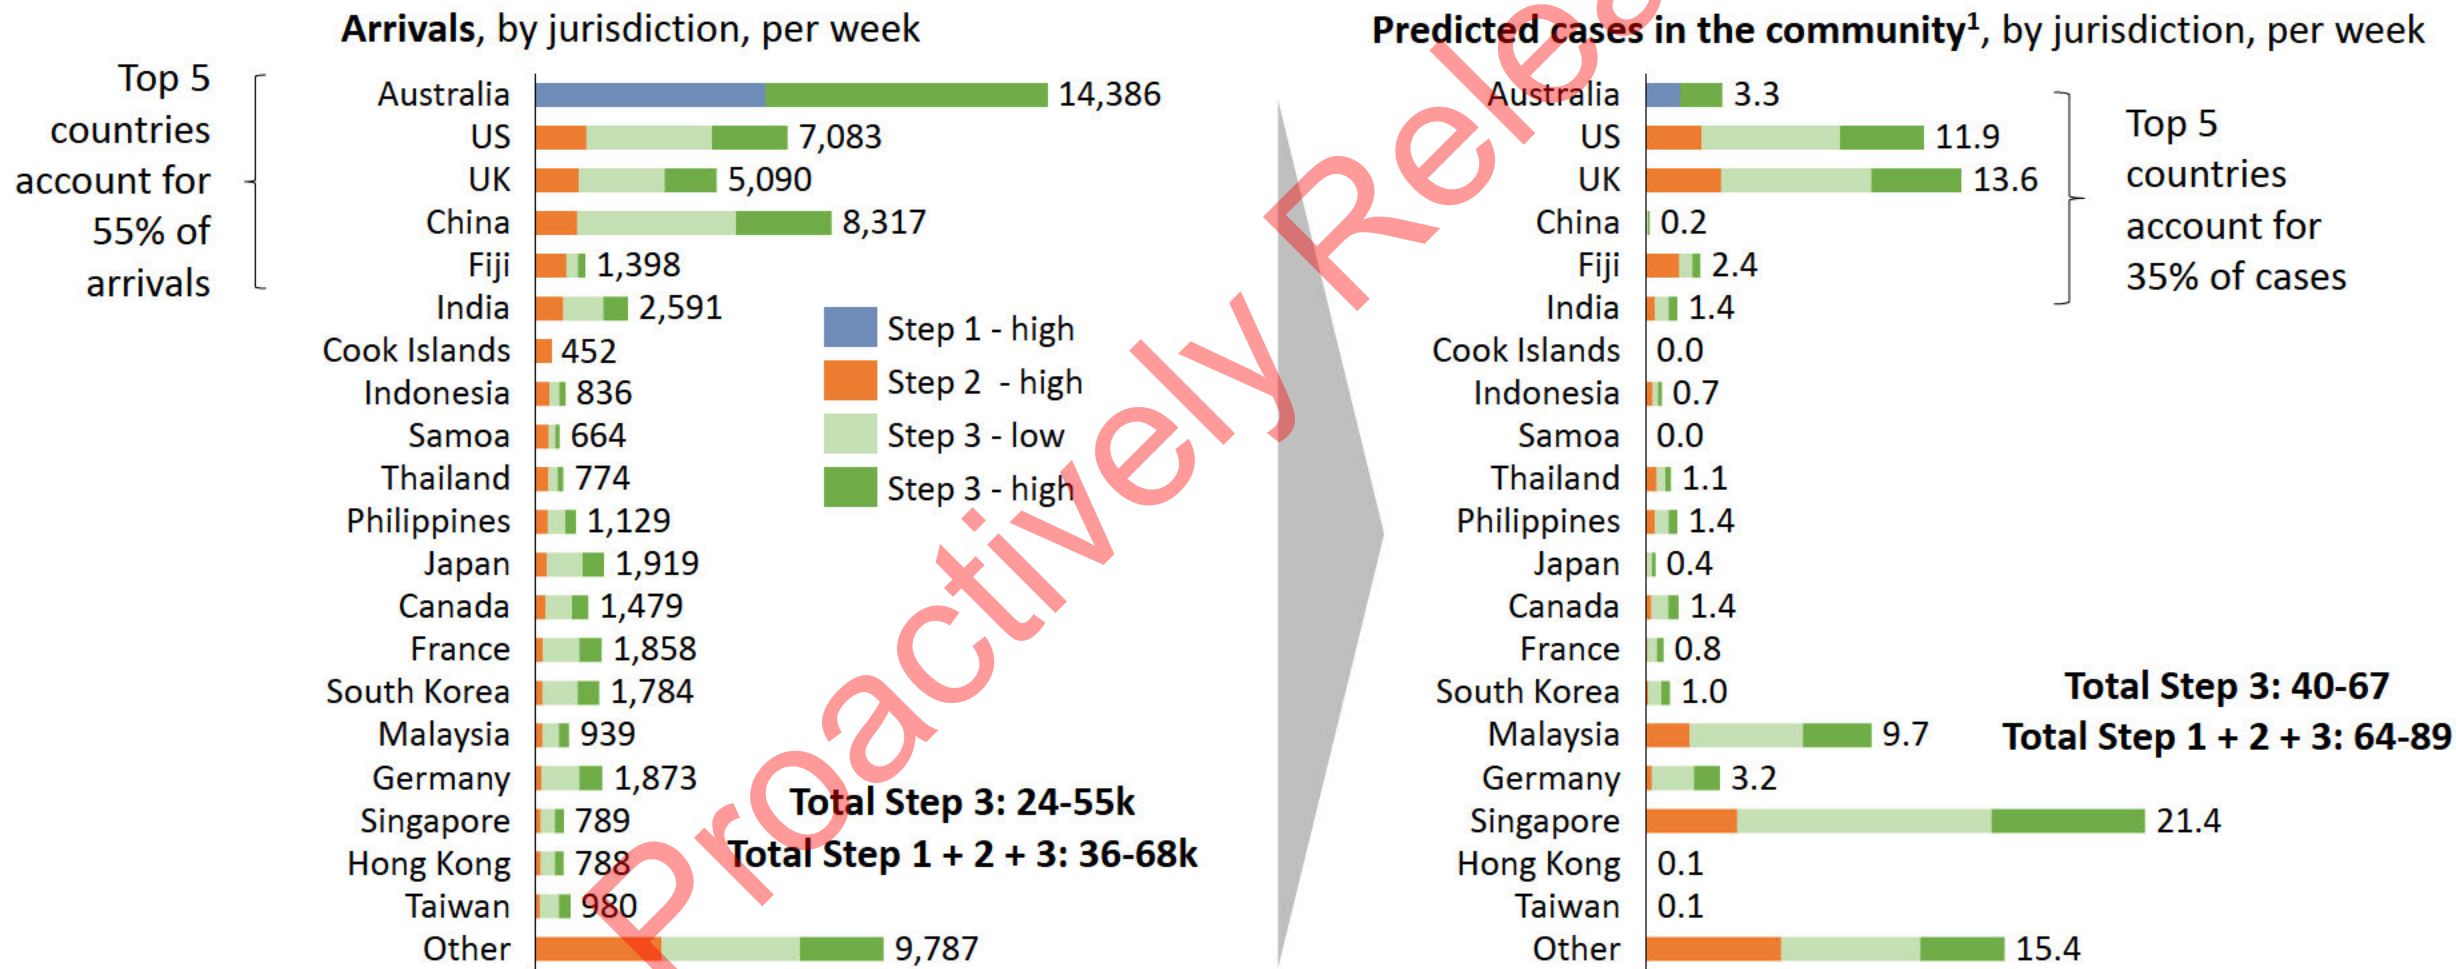 Arrivals, by jurisdiction, per week
Top 5
countries
account for
55% of
arrivals
Australia 14,386
US 7,083
UK 5,090
China 8,317
Fiji 1,398
India 2,591
Cook Islands 452
Indonesia 836
Samoa 664
Thailand 774
Philippines 1,129
Japan 1,919
Canada 1,479
France 1,858
South Korea 1,784
Malaysia 939
Germany 1,873
Singapore 789
Hong Kong 788
Taiwan 980
Other 9,787
Step 1 - high
Step 2 - high
Step 3 - low
Step 3 - high
Total Step 3: 24-55k
Total Step 1 + 2 + 3: 36-68k
Predicted cases in the community¹, by jurisdiction, per week
Australia 3.3
US 11.9
UK 13.6
China 0.2
Fiji 2.4
India 1.4
Cook Islands 0.0
Indonesia 0.7
Samoa 0.0
Thailand 1.1
Philippines 1.4
Japan 0.4
Canada 1.4
France 0.8
South Korea 1.0
Malaysia 9.7
Germany 3.2
Singapore 21.4
Hong Kong 0.1
Taiwan 0.1
Other 15.4
Top 5
countries
account for
35% of cases
Total Step 3: 40-67
Total Step 1 + 2 + 3: 64-89
Proactively